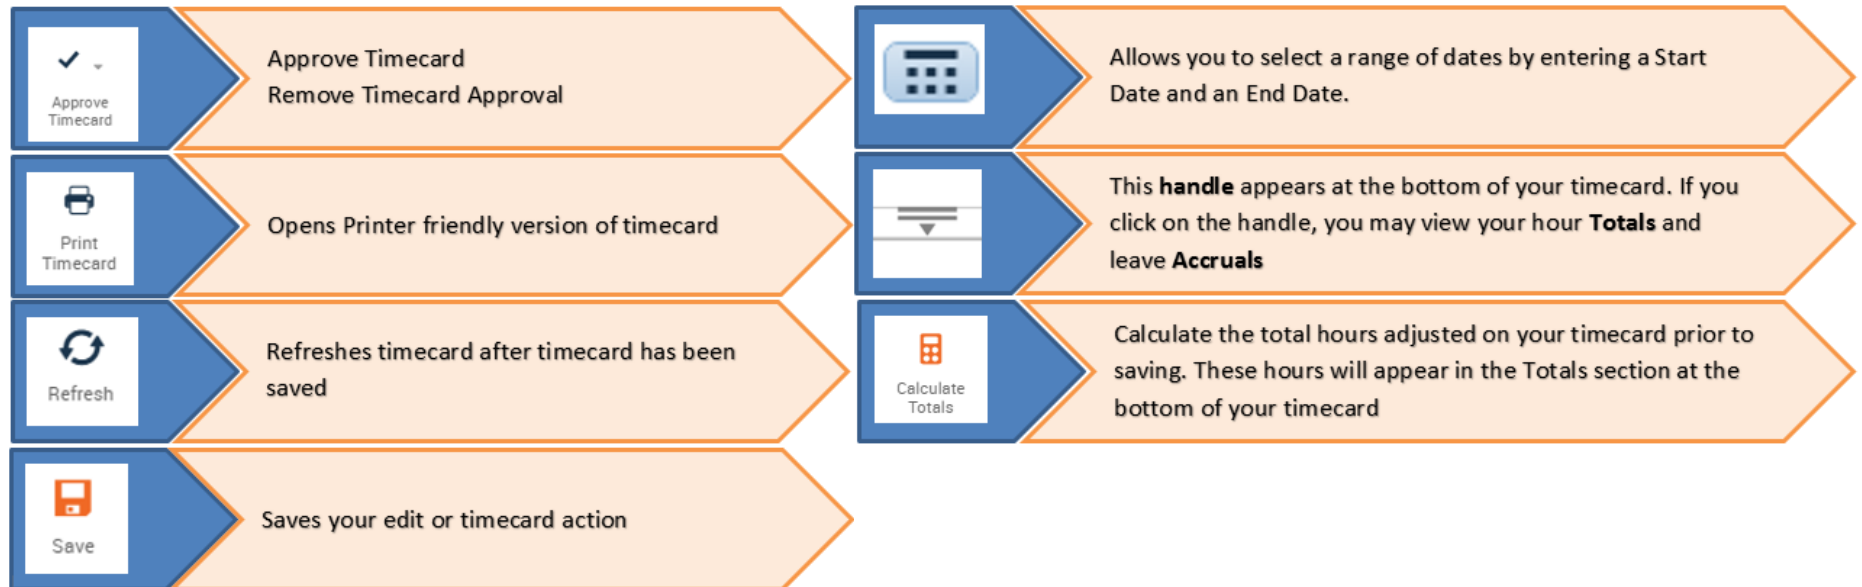 Approve
Timecard
Approve Timecard
Remove Timecard Approval
Print
Timecard
Opens Printer friendly version of timecard
Refresh
Refreshes timecard after timecard has been
saved
Save
Saves your edit or timecard action
Allows you to select a range of dates by entering a Start
Date and an End Date.
This handle appears at the bottom of your timecard. If you
click on the handle, you may view your hour Totals and
leave Accruals
Calculate
Totals
Calculate the total hours adjusted on your timecard prior to
saving. These hours will appear in the Totals section at the
bottom of your timecard